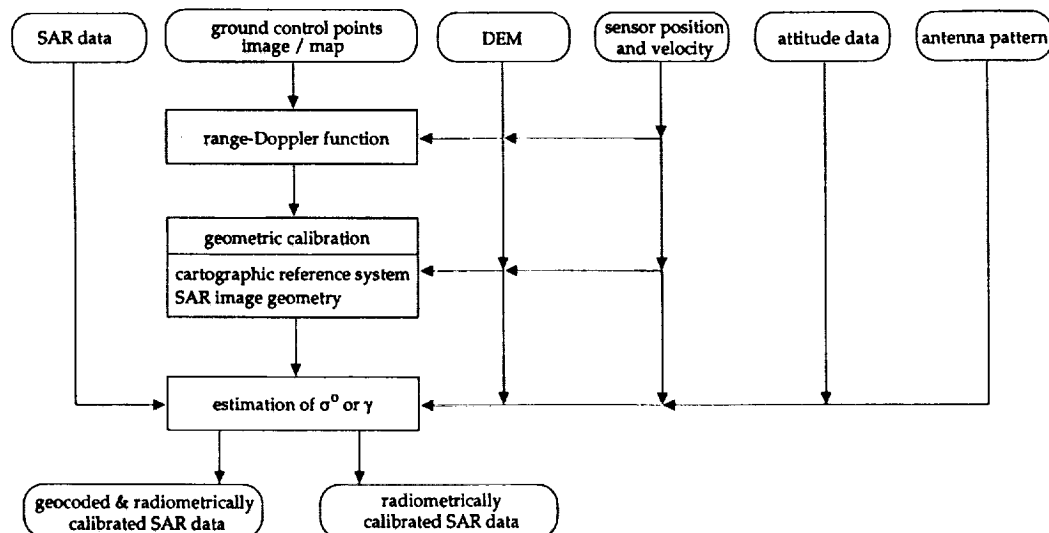 SAR data
ground control points
image / map
DEM
sensor position
and velocity
attitude data
antenna pattern
range-Doppler function
geometric calibration
cartographic reference system
SAR image geometry
estimation of σ⁰ or γ
geocoded & radiometrically
calibrated SAR data
radiometrically
calibrated SAR data